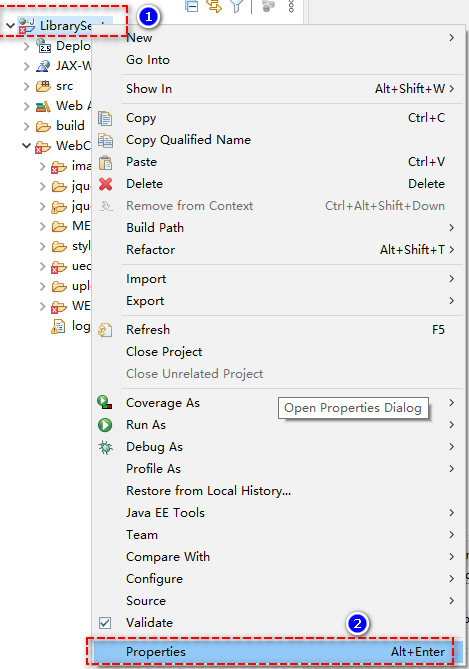 1
LibrarySe
New
Deplo
Go Into
JAX-W
Show In Alt+Shift+W
src
Web A
Copy Ctrl+C
build
Copy Qualified Name
WebC
Paste Ctrl+V
ima
Delete Delete
jqu
Remove from Context Ctrl+Alt+Shift+Down
jqu
Build Path
ME
Refactor Alt+Shift+T
styl
uec
Import
uplo
Export
WE
log
Refresh F5
Close Project
Close Unrelated Project
Coverage As
Open Properties Dialog
Run As
Debug As
Profile As
Restore from Local History...
Java EE Tools
Team
Compare With
Configure
Source
Validate
2
Properties Alt+Enter